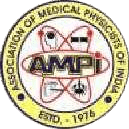 ASSOCIATION OF MEDICAL PHYSICISTS OF INDIA
AMPI
ESTD, - 1976